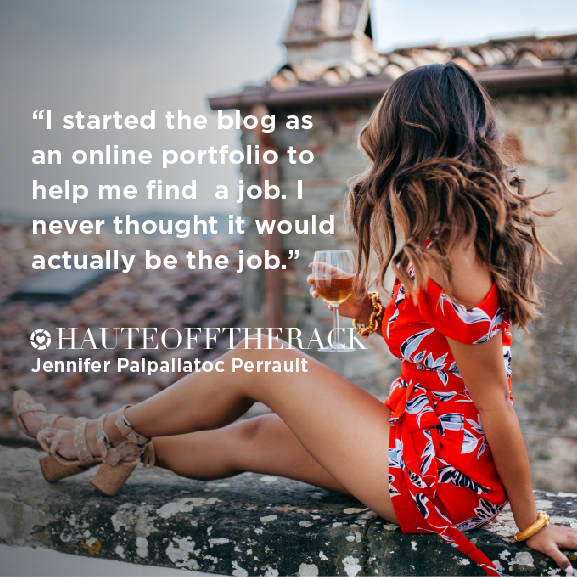 “I started the blog as
an online portfolio to
help me find  a job. I
never thought it would
actually be the job.”
HAUTEOFFTHERACK
Jennifer Palpallatoc Perrault